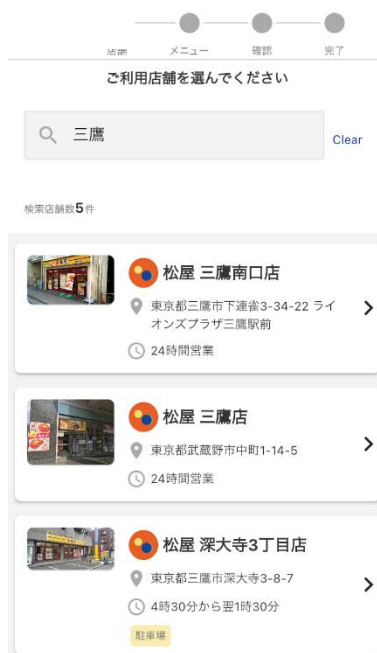 店舗 メニュー 確認 完了
ご利用店舗を選んでください
三鷹
Clear
検索店舗数5件
松屋 三鷹南口店
東京都三鷹市下連雀3-34-22 ライ
オンズプラザ三鷹駅前
24時間営業
松屋 三鷹店
東京都武蔵野市中町1-14-5
24時間営業
松屋 深大寺3丁目店
東京都三鷹市深大寺3-8-7
4時30分から翌1時30分
駐車場